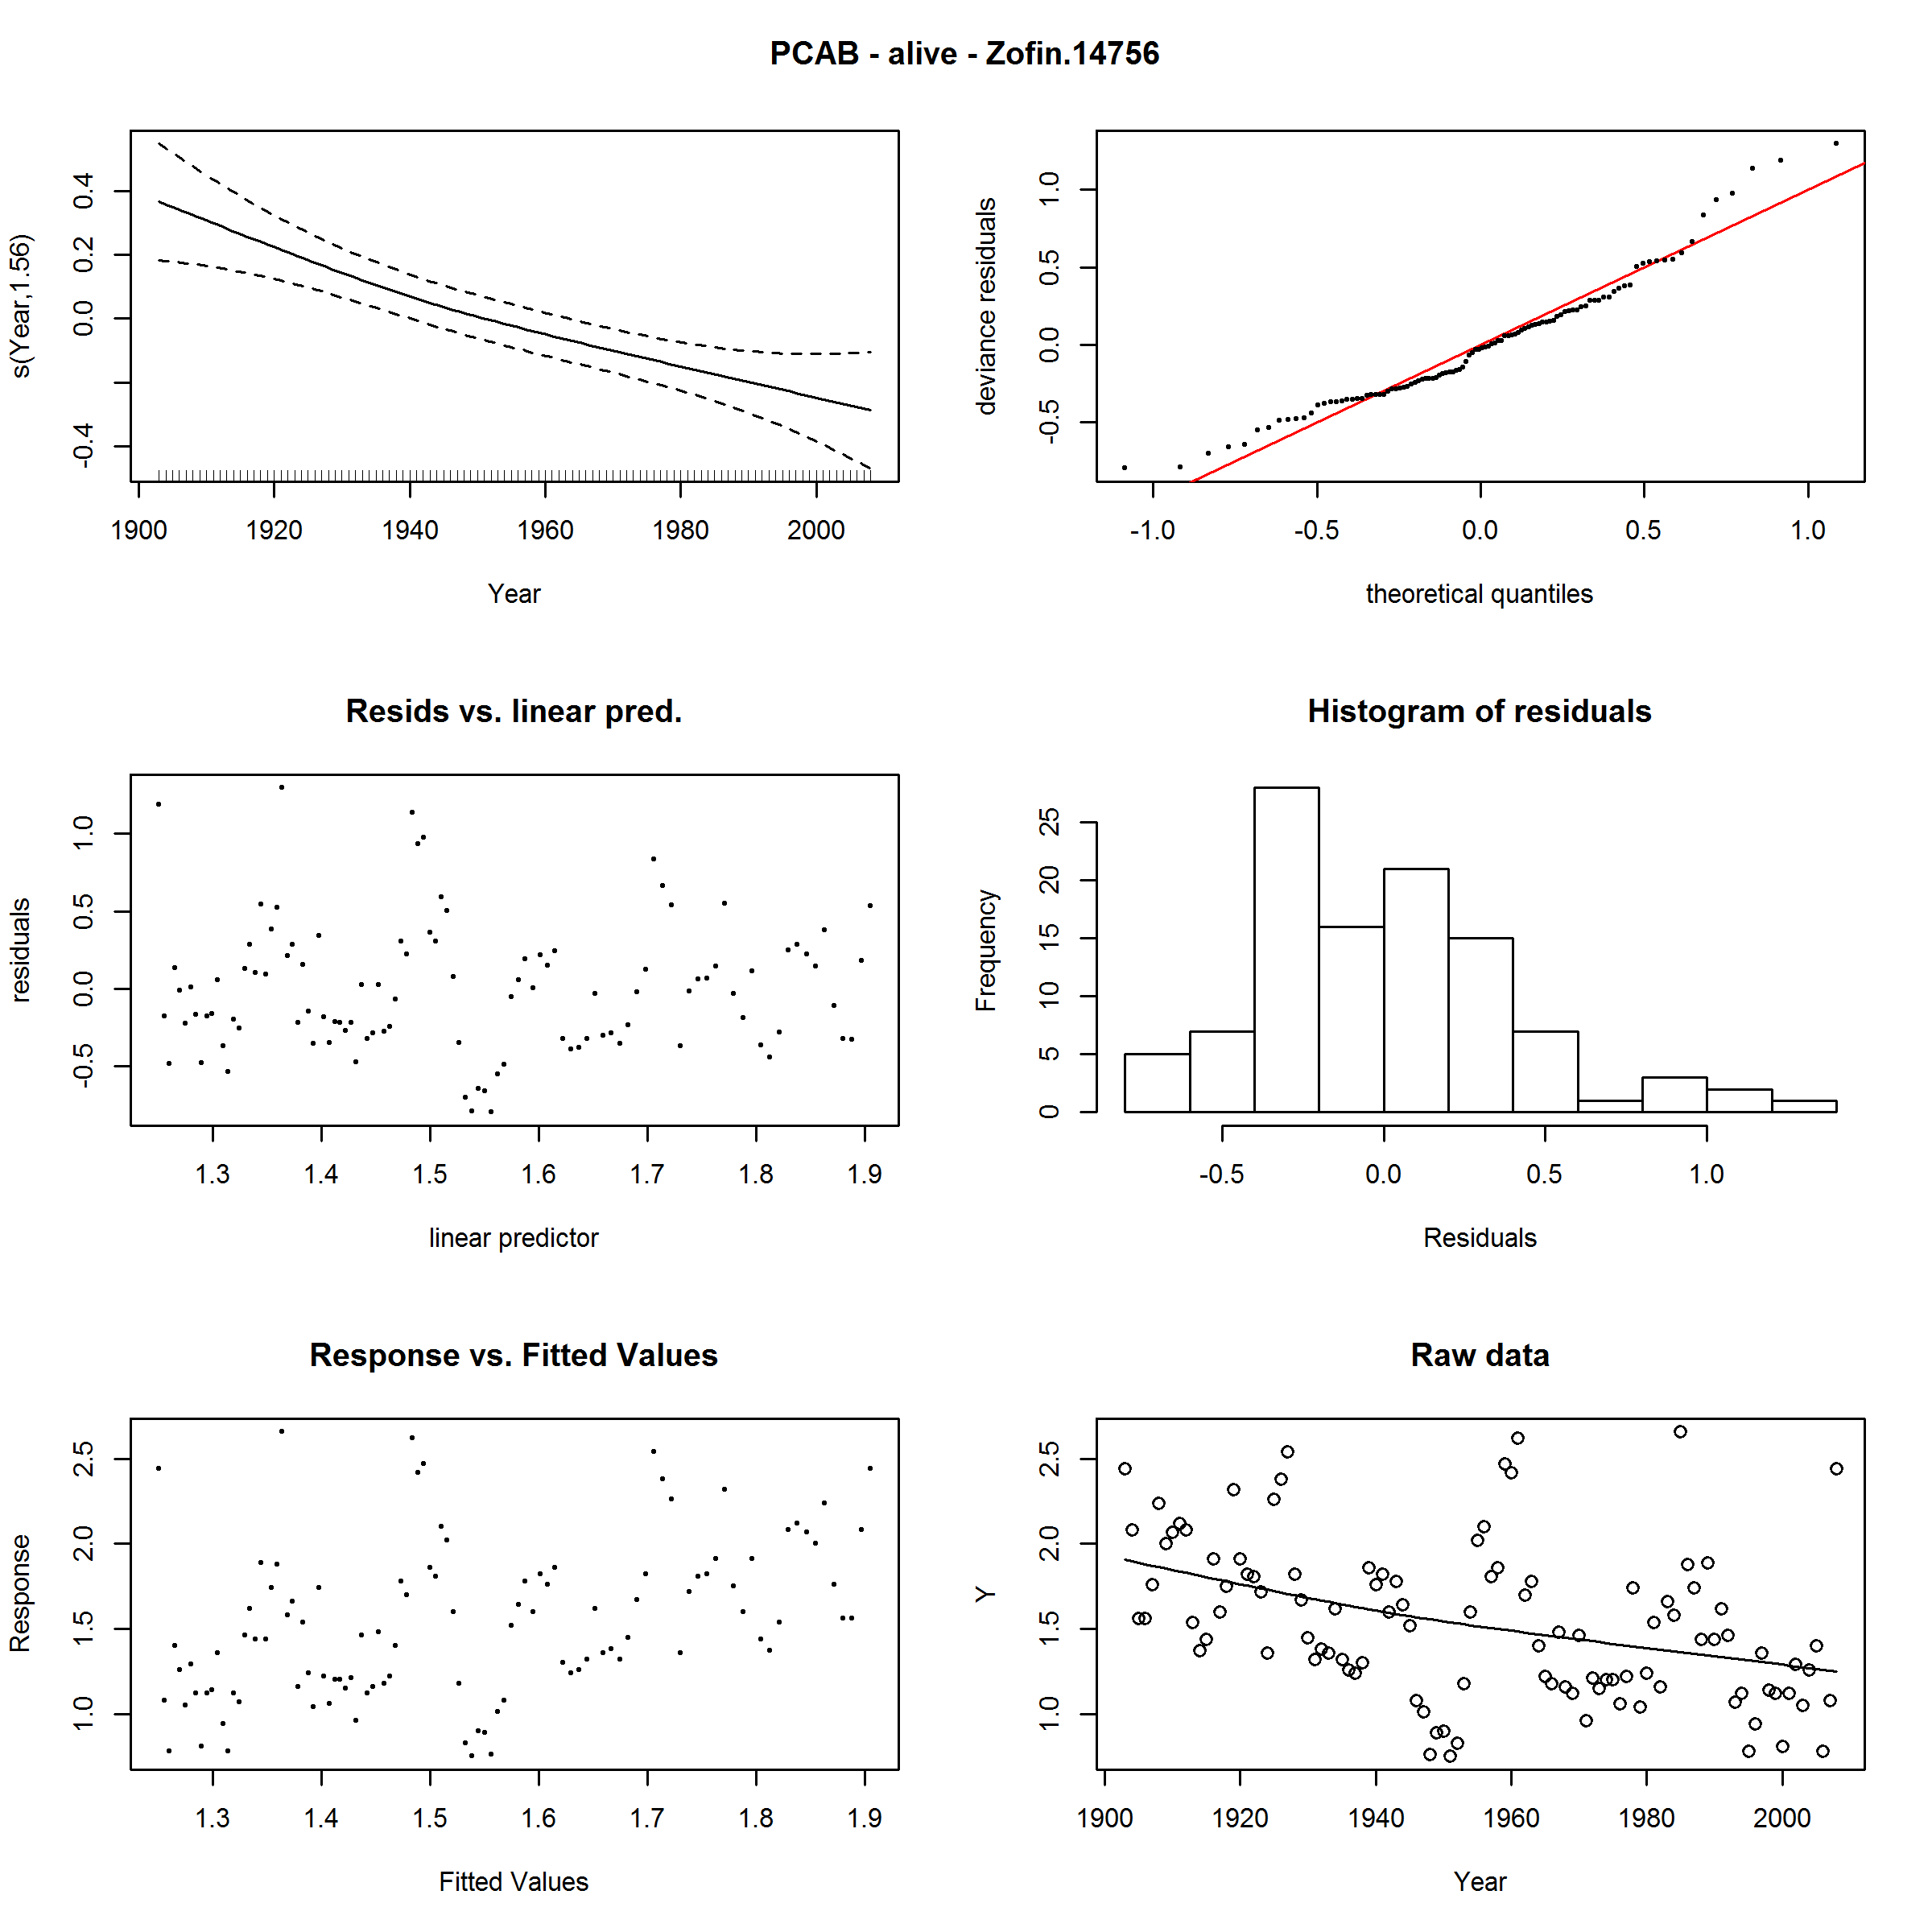 PCAB - alive - Zofin.14756
s(Year,1.56)
-0.4 0.0 0.2 0.4
1900 1920 1940 1960 1980 2000
Year
deviance residuals
-0.5 0.0 0.5 1.0
-1.0 -0.5 0.0 0.5 1.0
theoretical quantiles
Resids vs. linear pred.
residuals
-0.5 0.0 0.5 1.0
1.3 1.4 1.5 1.6 1.7 1.8 1.9
linear predictor
Histogram of residuals
Frequency
0 5 10 15 20 25
-0.5 0.0 0.5 1.0
Residuals
Response vs. Fitted Values
Response
1.0 1.5 2.0 2.5
1.3 1.4 1.5 1.6 1.7 1.8 1.9
Fitted Values
Raw data
Y
1.0 1.5 2.0 2.5
1900 1920 1940 1960 1980 2000
Year